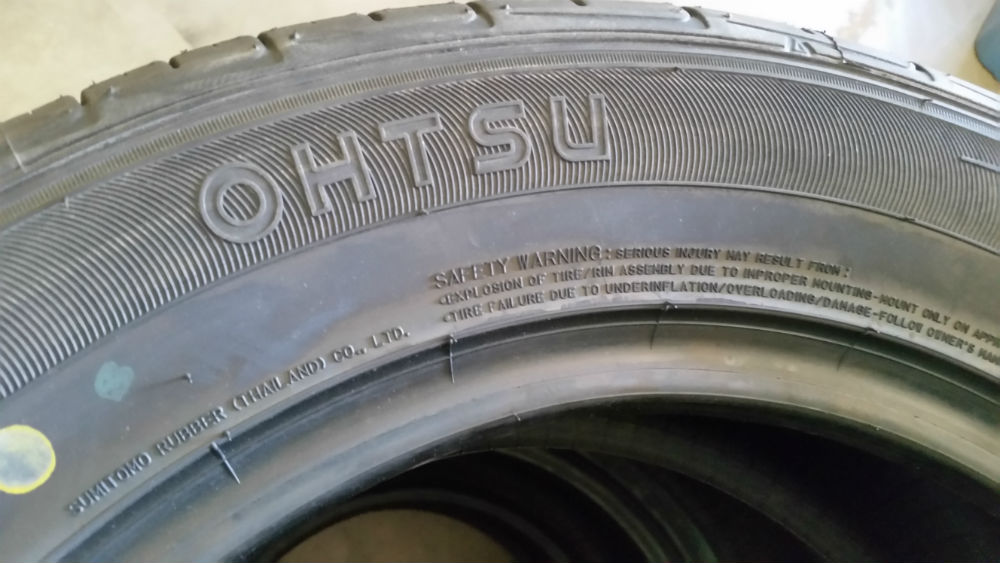 OHTSU
SAFETY WARNING: SERIOUS INJURY MAY RESULT FROM:
•EXPLOSION OF TIRE/RIM ASSEMBLY DUE TO IMPROPER MOUNTING-MOUNT ONLY ON
•TIRE FAILURE DUE TO UNDERINFLATION/OVERLOADING/DAMAGE-FOLLOW OWNER'S
SUMITOMO RUBBER (THAILAND) CO., LTD.